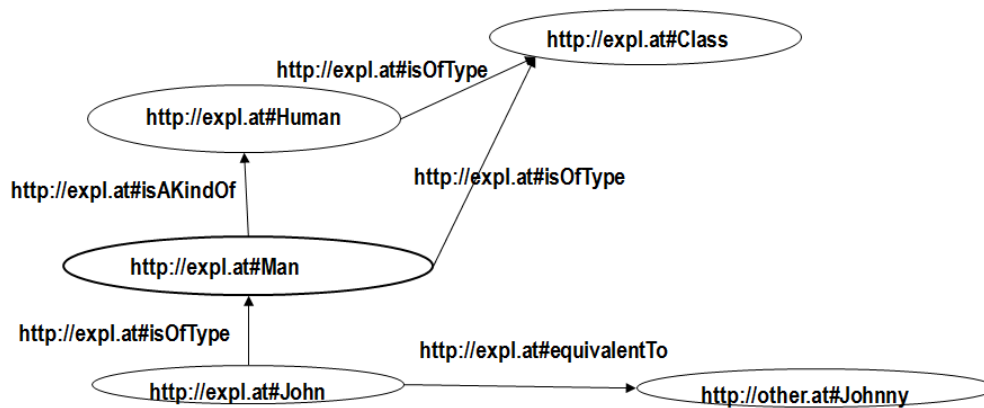 http://expl.at#Class
http://expl.at#isOfType
http://expl.at#Human
http://expl.at#isOfType
http://expl.at#isAKindOf
http://expl.at#Man
http://expl.at#isOfType
http://expl.at#equivalentTo
http://expl.at#John
http://other.at#Johnny